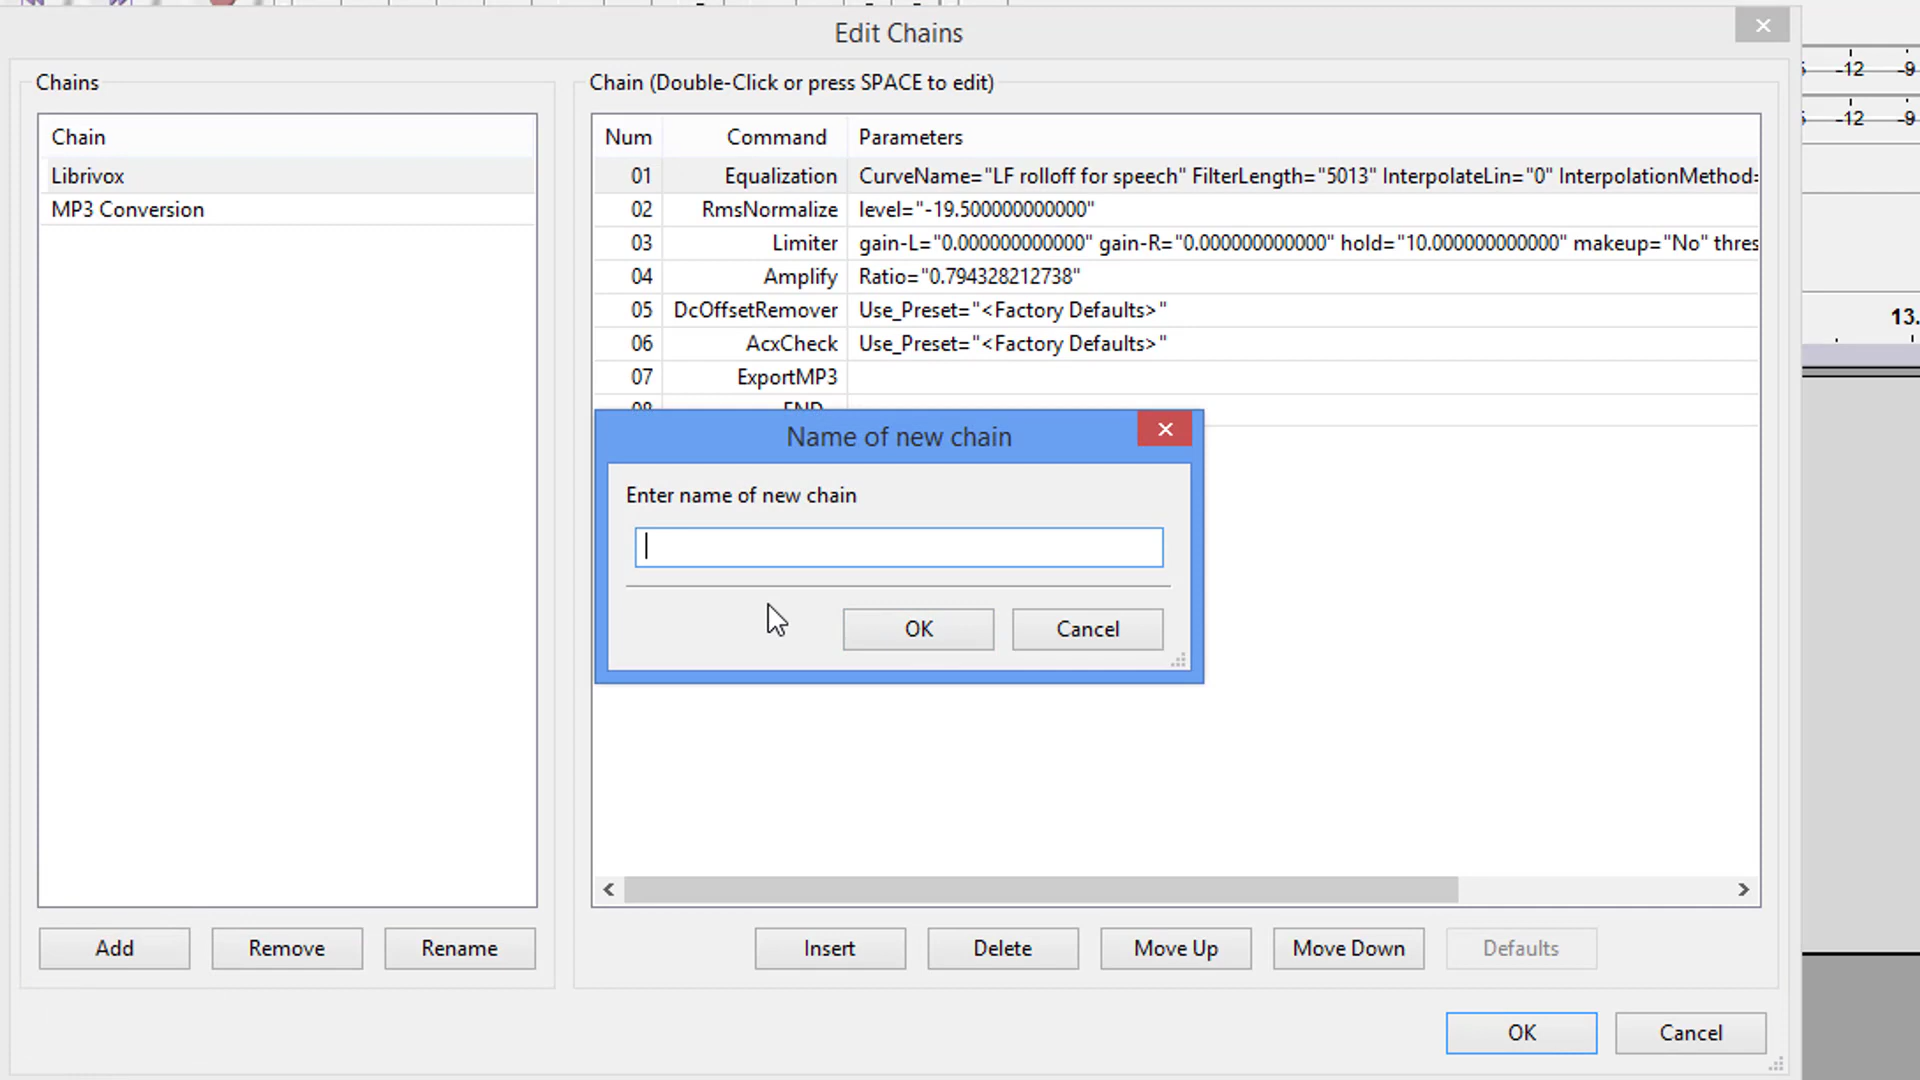 Edit Chains
-12 -9
-12 -9
13.
Chains
Chain
Librivox
MP3 Conversion
Add Remove Rename
Chain (Double-Click or press SPACE to edit)
Num Command Parameters
01 Equalization CurveName="LF rolloff for speech" FilterLength="5013" InterpolateLin="0" InterpolationMethod=
02 RmsNormalize level="-19.500000000000"
03 Limiter gain-L="0.000000000000" gain-R="0.000000000000" hold="10.000000000000" makeup="No" thres
04 Amplify Ratio="0.794328212738"
05 DcOffsetRemover Use_Preset="<Factory Defaults>"
06 AcxCheck Use_Preset="<Factory Defaults>"
07 ExportMP3
08 END
Name of new chain
Enter name of new chain
OK Cancel
Insert Delete Move Up Move Down Defaults
OK Cancel